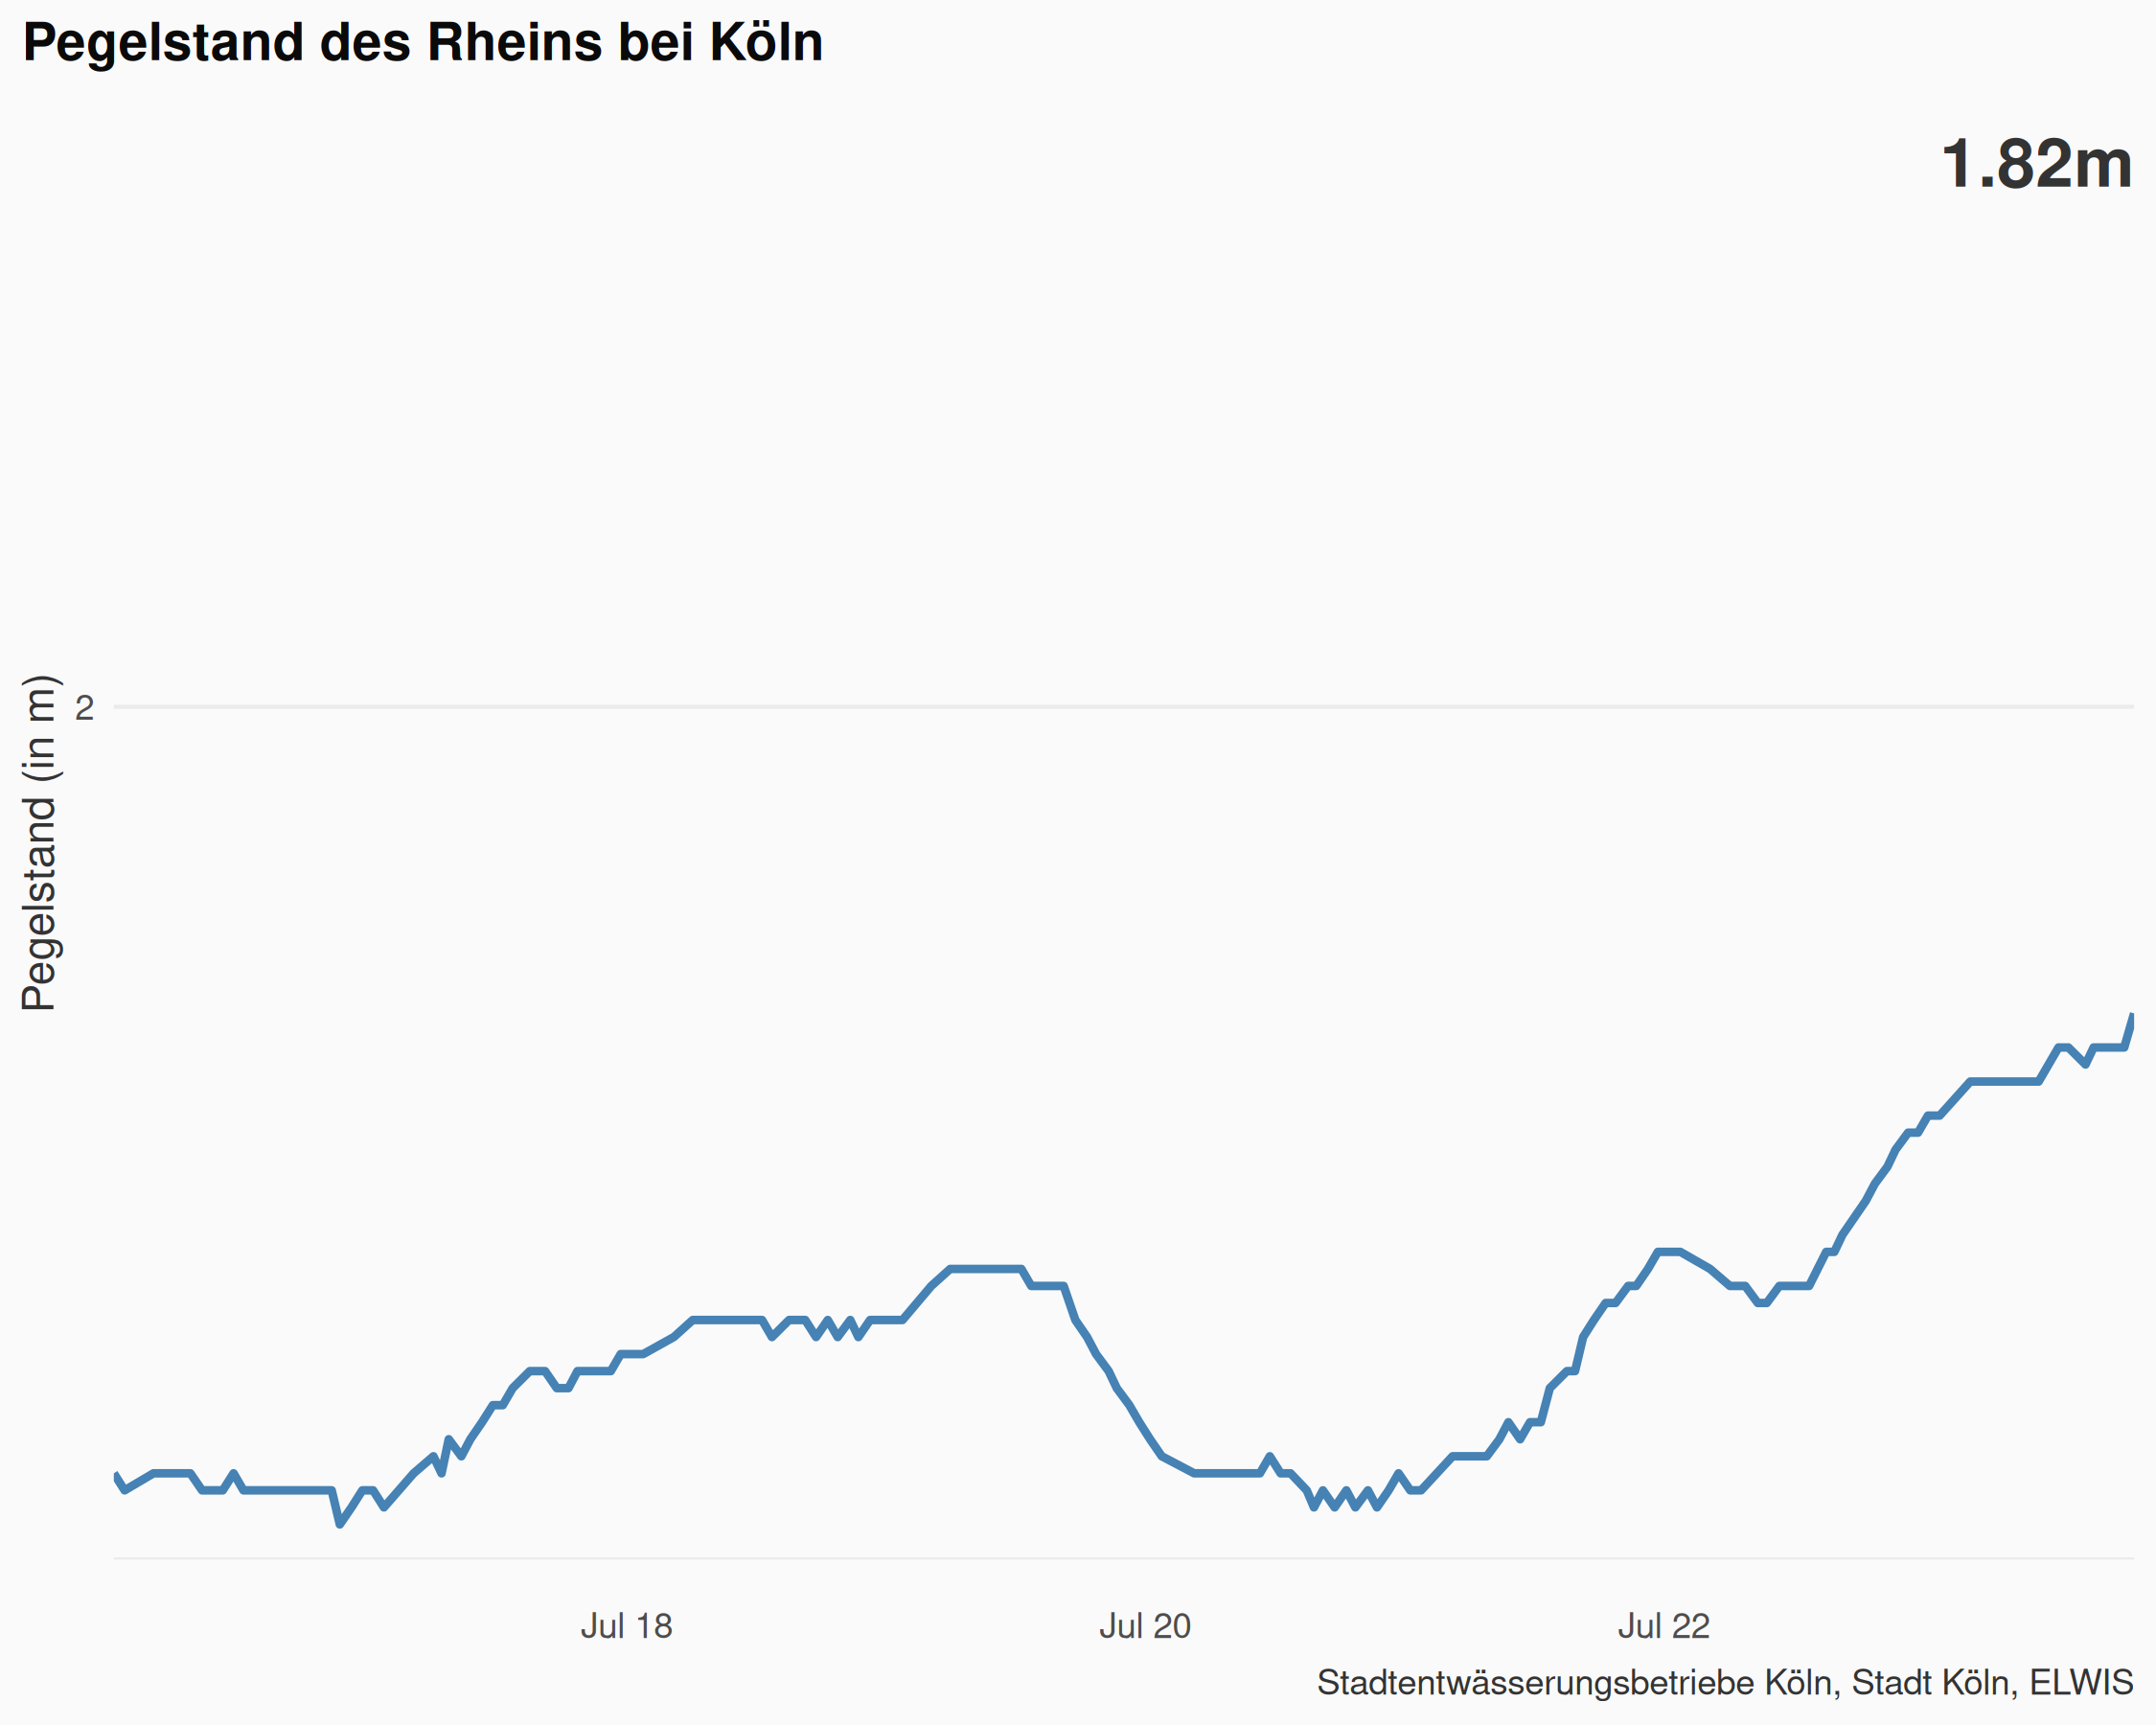 Pegelstand des Rheins bei Köln
1.82m
Pegelstand (in m)
2
Jul 18
Jul 20
Jul 22
Stadtentwässerungsbetriebe Köln, Stadt Köln, ELWIS